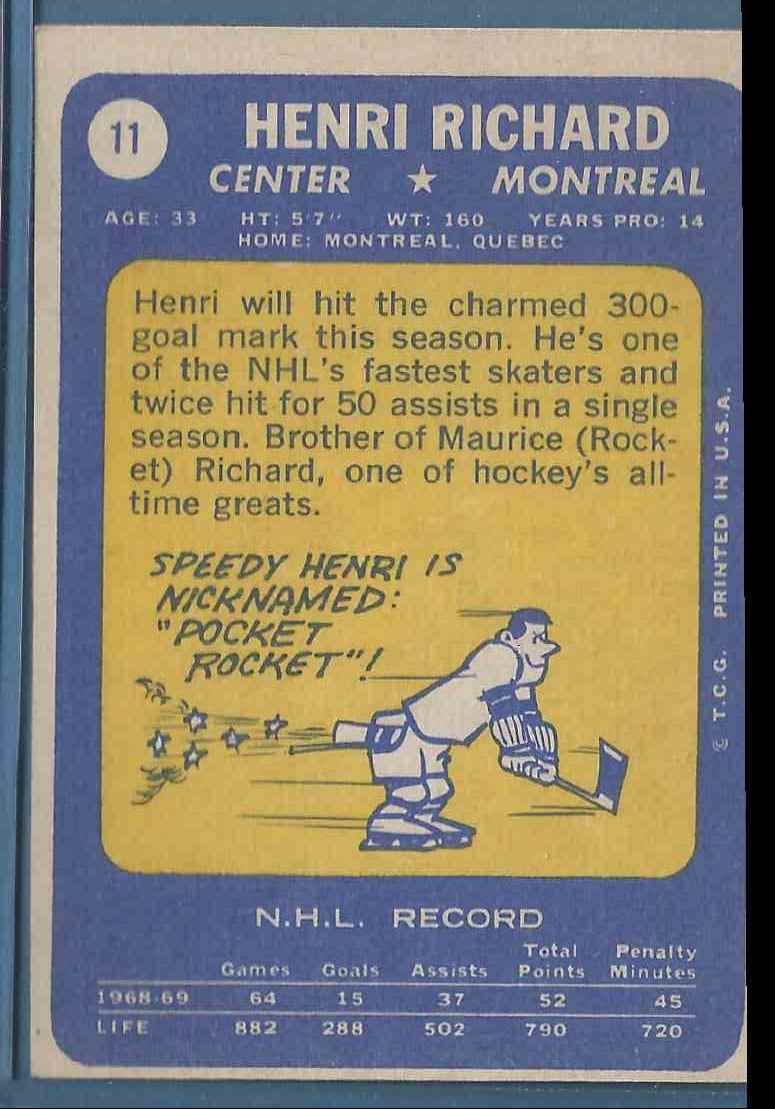 11
HENRI RICHARD
CENTER ★ MONTREAL
AGE: 33 HT: 5'7" WT: 160 YEARS PRO: 14
HOME: MONTREAL, QUEBEC
Henri will hit the charmed 300-
goal mark this season. He's one
of the NHL's fastest skaters and
twice hit for 50 assists in a single
season. Brother of Maurice (Rock-
et) Richard, one of hockey's all-
time greats.
SPEEDY HENRI IS
NICKNAMED:
"POCKET
ROCKET"!
© T.C.G. PRINTED IN U.S.A.
N.H.L. RECORD
Games Goals Assists Total Points Penalty Minutes
1968-69 64 15 37 52 45
LIFE 882 288 502 790 720